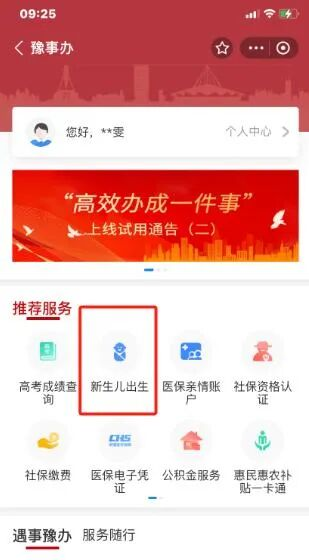 09:25
豫事办
您好，**雯
个人中心
“高效办成一件事”
上线试用通告（二）
推荐服务
高考成绩查
询
新生儿出生
医保亲情账
户
社保资格认
证
社保缴费
CHS
医保电子凭
证
公积金服务
惠民惠农补
贴一卡通
遇事豫办
服务随行